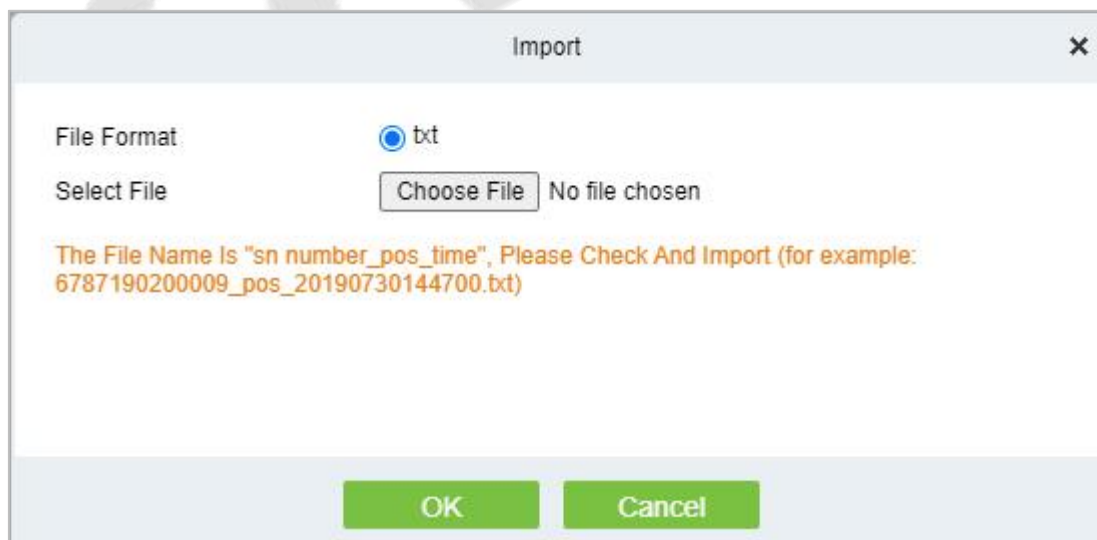 Import
File Format txt
Select File Choose File No file chosen
The File Name Is "sn number_pos_time", Please Check And Import (for example:
6787190200009_pos_20190730144700.txt)
OK Cancel